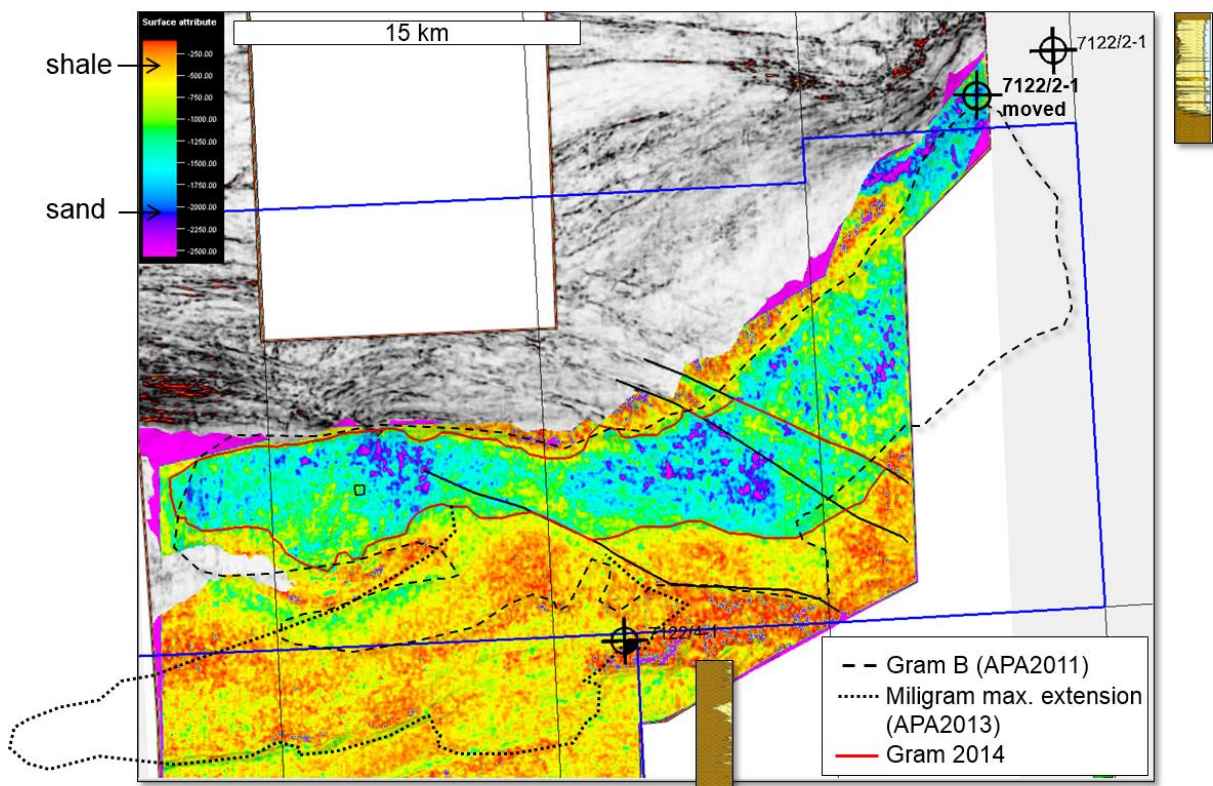 Surface attribute
-250.00
-500.00
-750.00
-1000.00
-1250.00
-1500.00
-1750.00
-2000.00
-2250.00
-2500.00
shale
sand
15 km
7122/2-1
7122/2-1
moved
7122/4-1
Gram B (APA2011)
Miligram max. extension
(APA2013)
Gram 2014